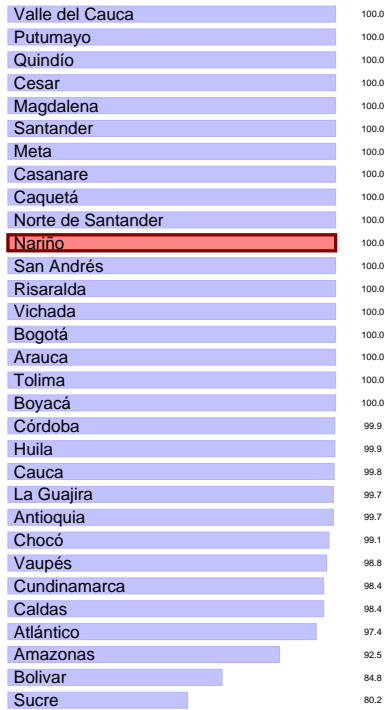 Valle del Cauca 100.0
Putumayo 100.0
Quindío 100.0
Cesar 100.0
Magdalena 100.0
Santander 100.0
Meta 100.0
Casanare 100.0
Caquetá 100.0
Norte de Santander 100.0
Nariño 100.0
San Andrés 100.0
Risaralda 100.0
Vichada 100.0
Bogotá 100.0
Arauca 100.0
Tolima 100.0
Boyacá 100.0
Córdoba 99.9
Huila 99.9
Cauca 99.8
La Guajira 99.7
Antioquia 99.7
Chocó 99.1
Vaupés 98.8
Cundinamarca 98.4
Caldas 98.4
Atlántico 97.4
Amazonas 92.5
Bolivar 84.8
Sucre 80.2